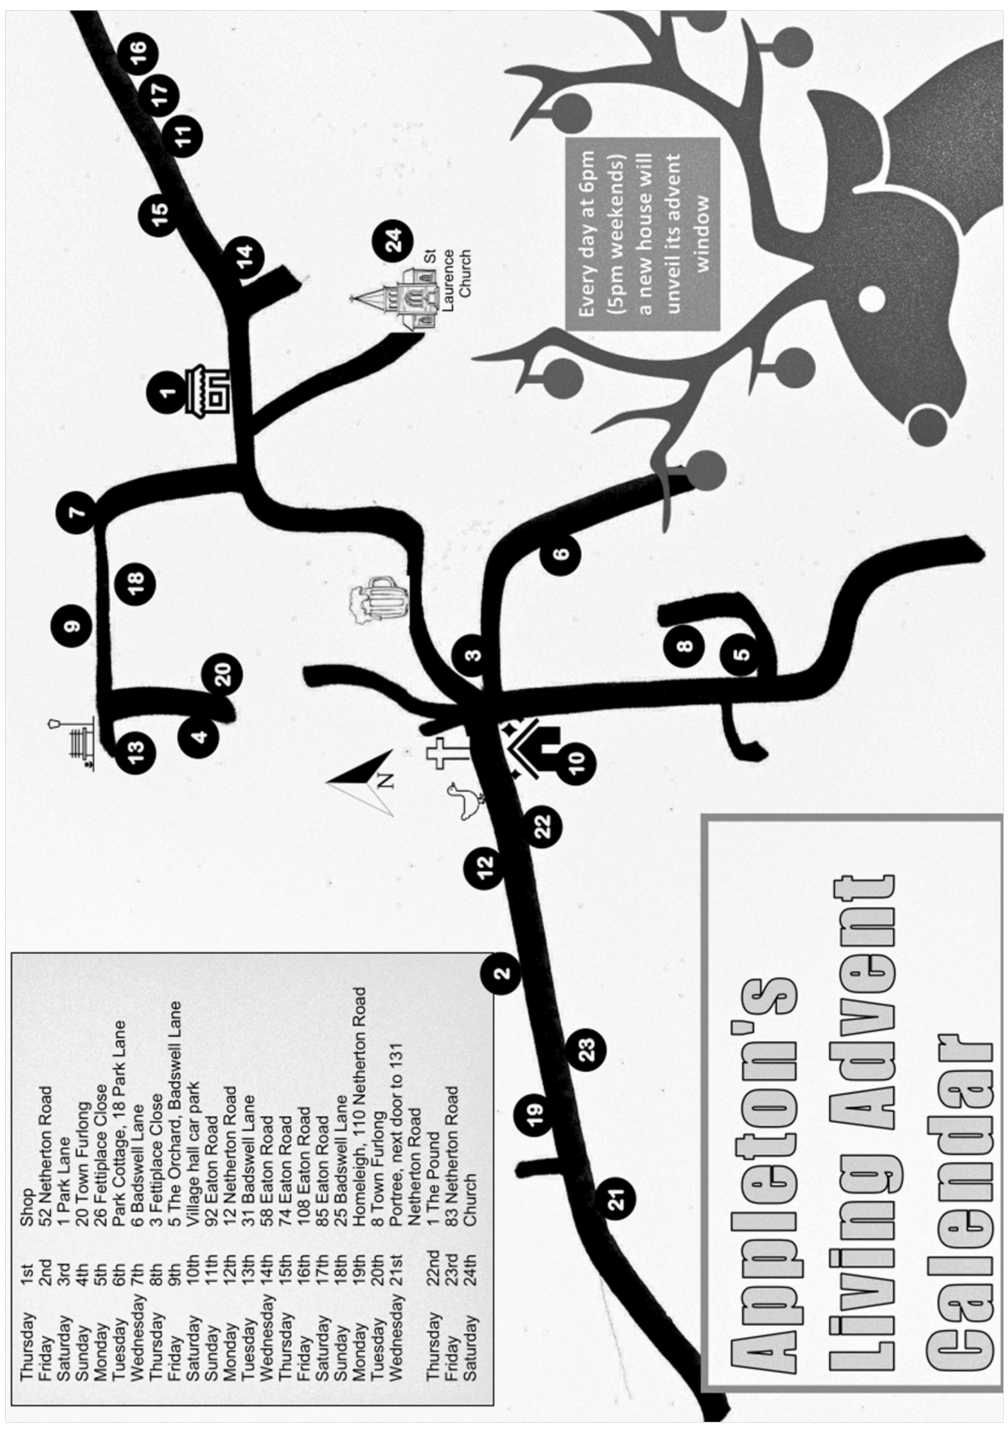 Appleton's
Living Advent
Calendar
Every day at 6pm
(5pm weekends)
a new house will
unveil its advent
window
Thursday 1st Shop
Friday 2nd 52 Netherton Road
Saturday 3rd 1 Park Lane
Sunday 4th 20 Town Furlong
Monday 5th 26 Fettiplace Close
Tuesday 6th Park Cottage, 18 Park Lane
Wednesday 7th 6 Badswell Lane
Thursday 8th 3 Fettiplace Close
Friday 9th 5 The Orchard, Badswell Lane
Saturday 10th Village hall car park
Sunday 11th 92 Eaton Road
Monday 12th 12 Netherton Road
Tuesday 13th 31 Badswell Lane
Wednesday 14th 58 Eaton Road
Thursday 15th 74 Eaton Road
Friday 16th 108 Eaton Road
Saturday 17th 85 Eaton Road
Sunday 18th 25 Badswell Lane
Monday 19th Homeleigh, 110 Netherton Road
Tuesday 20th 8 Town Furlong
Wednesday 21st Portree, next door to 131
Netherton Road
Thursday 22nd 1 The Pound
Friday 23rd 83 Netherton Road
Saturday 24th Church
St
Laurence
Church
N
16
17
11
15
14
24
1
7
18
9
20
4
13
6
3
8
5
10
22
12
2
23
19
21